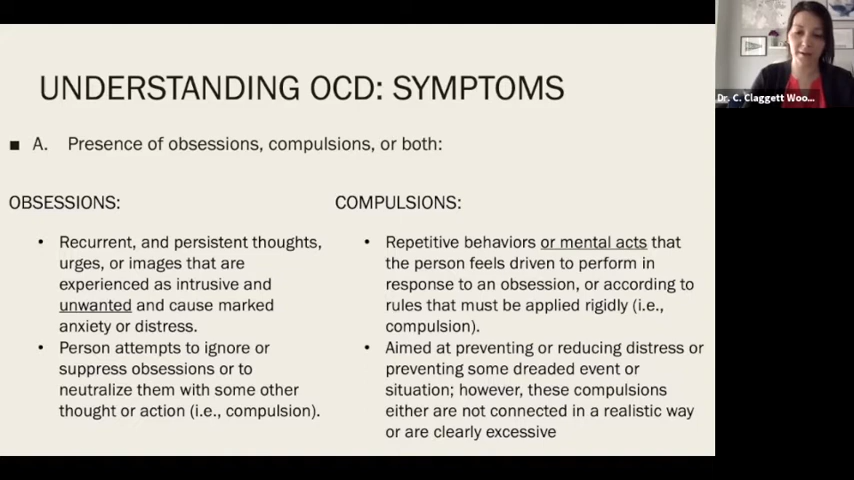 UNDERSTANDING OCD: SYMPTOMS
■ A. Presence of obsessions, compulsions, or both:
OBSESSIONS:
• Recurrent, and persistent thoughts,
urges, or images that are
experienced as intrusive and
unwanted and cause marked
anxiety or distress.
• Person attempts to ignore or
suppress obsessions or to
neutralize them with some other
thought or action (i.e., compulsion).
COMPULSIONS:
• Repetitive behaviors or mental acts that
the person feels driven to perform in
response to an obsession, or according to
rules that must be applied rigidly (i.e.,
compulsion).
• Aimed at preventing or reducing distress or
preventing some dreaded event or
situation; however, these compulsions
either are not connected in a realistic way
or are clearly excessive
Dr. C. Claggett Woo...